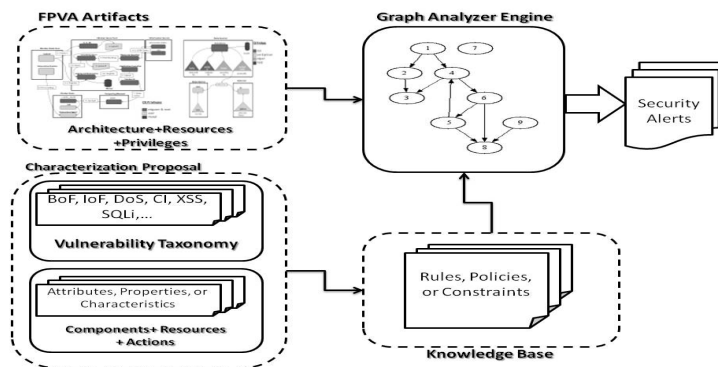 FPVA Artifacts
Architecture+Resources
+Privileges
Graph Analyzer Engine
1
7
2
4
3
6
5
9
8
Security
Alerts
Characterization Proposal
BoF, IoF, DoS, CI, XSS,
SQLi,...
Vulnerability Taxonomy
Attributes, Properties, or
Characteristics
Components+ Resources
+ Actions
Rules, Policies,
or Constraints
Knowledge Base